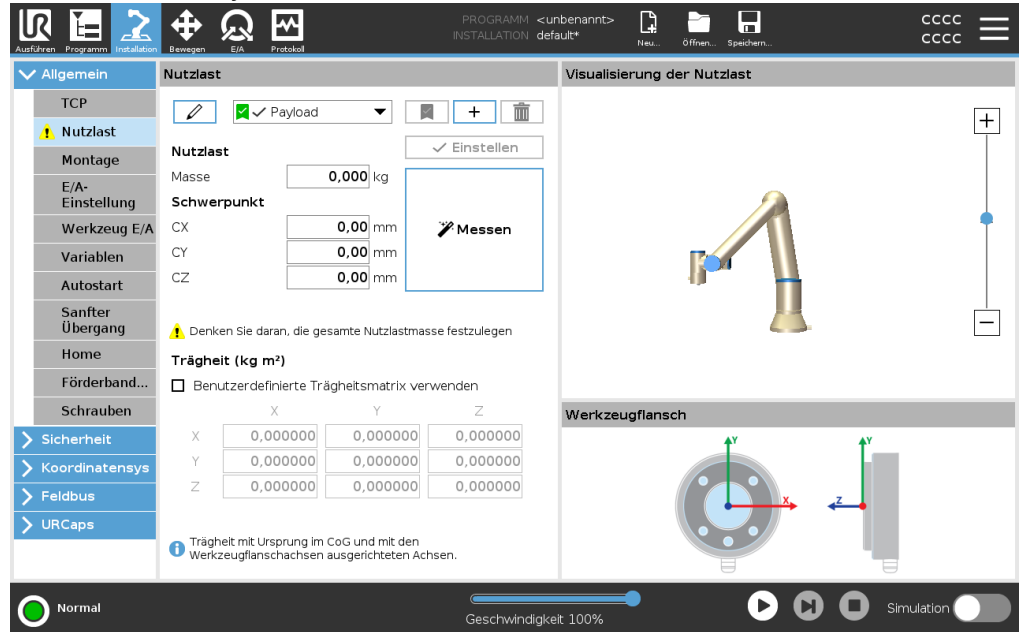 PROGRAMM <unbenannt>
INSTALLATION default*
Ausführen Programm Installation Bewegen E/A Protokoll
Neu... Öffnen... Speichern...
CCCC
CCCC
Allgemein
TCP
Nutzlast
Montage
E/A-
Einstellung
Werkzeug E/A
Variablen
Autostart
Sanfter
Übergang
Home
Förderband...
Schrauben
Sicherheit
Koordinatensys
Feldbus
URCaps
Nutzlast
Payload
Einstellen
Nutzlast
Masse 0,000 kg
Schwerpunkt
CX 0,00 mm
CY 0,00 mm
CZ 0,00 mm
Messen
Denken Sie daran, die gesamte Nutzlastmasse festzulegen
Trägheit (kg m²)
Benutzerdefinierte Trägheitsmatrix verwenden
X Y Z
X 0,000000 0,000000 0,000000
Y 0,000000 0,000000 0,000000
Z 0,000000 0,000000 0,000000
Trägheit mit Ursprung im CoG und mit den
Werkzeugflanschachsen ausgerichteten Achsen.
Visualisierung der Nutzlast
Werkzeugflansch
Y
X
Y
Z
Normal
Geschwindigkeit 100%
Simulation